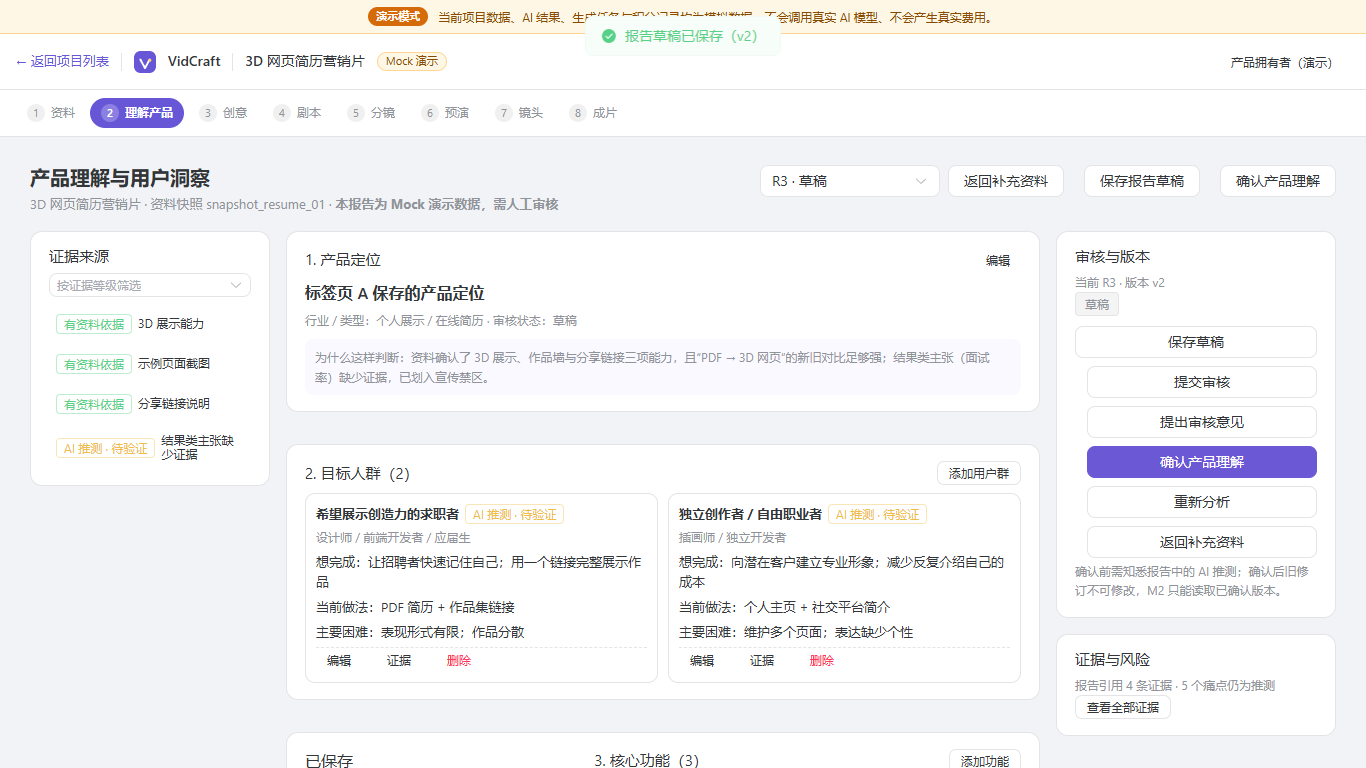 演示模式 当前项目数据、AI 结果、生成任务与积分记录均为模拟数据，不会调用真实 AI 模型、不会产生真实费用。
报告草稿已保存（v2）
← 返回项目列表 VidCraft 3D 网页简历营销片 Mock 演示 产品拥有者（演示）
1 资料 2 理解产品 3 创意 4 剧本 5 分镜 6 预演 7 镜头 8 成片
产品理解与用户洞察
R3 · 草稿 返回补充资料 保存报告草稿 确认产品理解
3D 网页简历营销片 · 资料快照 snapshot_resume_01 · 本报告为 Mock 演示数据，需人工审核
证据来源
按证据等级筛选
有资料依据 3D 展示能力
有资料依据 示例页面截图
有资料依据 分享链接说明
AI 推测 · 待验证 结果类主张缺
少证据
1. 产品定位 编辑
标签页 A 保存的产品定位
行业 / 类型：个人展示 / 在线简历 · 审核状态：草稿
为什么这样判断：资料确认了 3D 展示、作品墙与分享链接三项能力，且“PDF → 3D 网页”的新旧对比足够强；结果类主张（面试
率）缺少证据，已划入宣传禁区。
2. 目标人群（2） 添加用户群
希望展示创造力的求职者 AI 推测 · 待验证
设计师 / 前端开发者 / 应届生
想完成：让招聘者快速记住自己；用一个链接完整展示作
品
当前做法：PDF 简历 + 作品集链接
主要困难：表现形式有限；作品分散
编辑 证据 删除
独立创作者 / 自由职业者 AI 推测 · 待验证
插画师 / 独立开发者
想完成：向潜在客户建立专业形象；减少反复介绍自己的
成本
当前做法：个人主页 + 社交平台简介
主要困难：维护多个页面；表达缺少个性
编辑 证据 删除
已保存 3. 核心功能（3） 添加功能
审核与版本
当前 R3 · 版本 v2
草稿
保存草稿
提交审核
提出审核意见
确认产品理解
重新分析
返回补充资料
确认前需知悉报告中的 AI 推测；确认后旧修
订不可修改，M2 只能读取已确认版本。
证据与风险
报告引用 4 条证据 · 5 个痛点仍为推测
查看全部证据